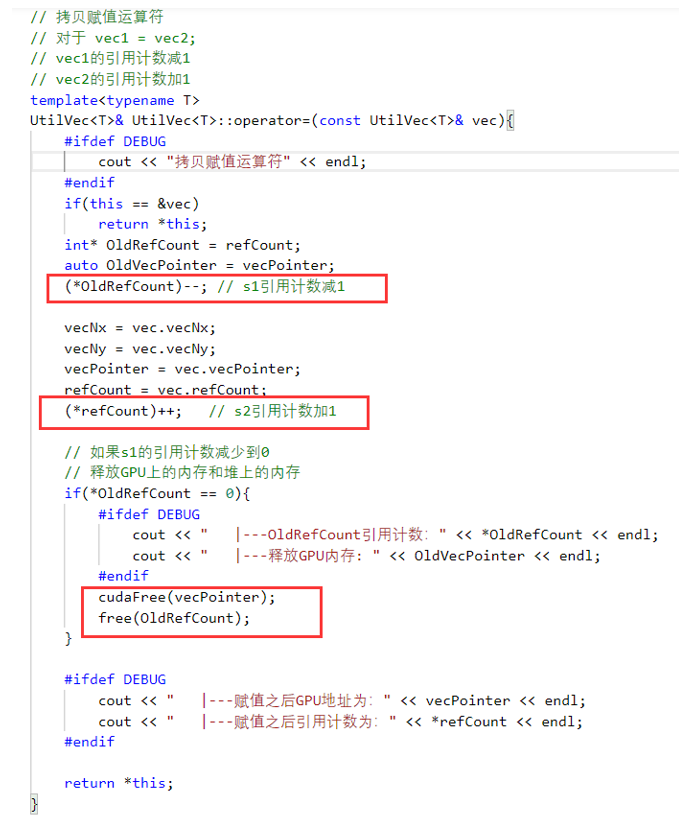 // 拷贝赋值运算符
// 对于 vec1 = vec2;
// vec1的引用计数减1
// vec2的引用计数加1
template<typename T>
UtilVec<T>& UtilVec<T>::operator=(const UtilVec<T>& vec){
#ifdef DEBUG
cout << "拷贝赋值运算符" << endl;
#endif
if(this == &vec)
return *this;
int* OldRefCount = refCount;
auto OldVecPointer = vecPointer;
(*OldRefCount)--; // s1引用计数减1
vecNx = vec.vecNx;
vecNy = vec.vecNy;
vecPointer = vec.vecPointer;
refCount = vec.refCount;
(*refCount)++;   // s2引用计数加1
// 如果s1的引用计数减少到0
// 释放GPU上的内存和堆上的内存
if(*OldRefCount == 0){
#ifdef DEBUG
cout << "   |---OldRefCount引用计数: " << *OldRefCount << endl;
cout << "   |---释放GPU内存: " << OldVecPointer << endl;
#endif
cudaFree(vecPointer);
free(OldRefCount);
}
#ifdef DEBUG
cout << "   |---赋值之后GPU地址为: " << vecPointer << endl;
cout << "   |---赋值之后引用计数为: " << *refCount << endl;
#endif
return *this;
}